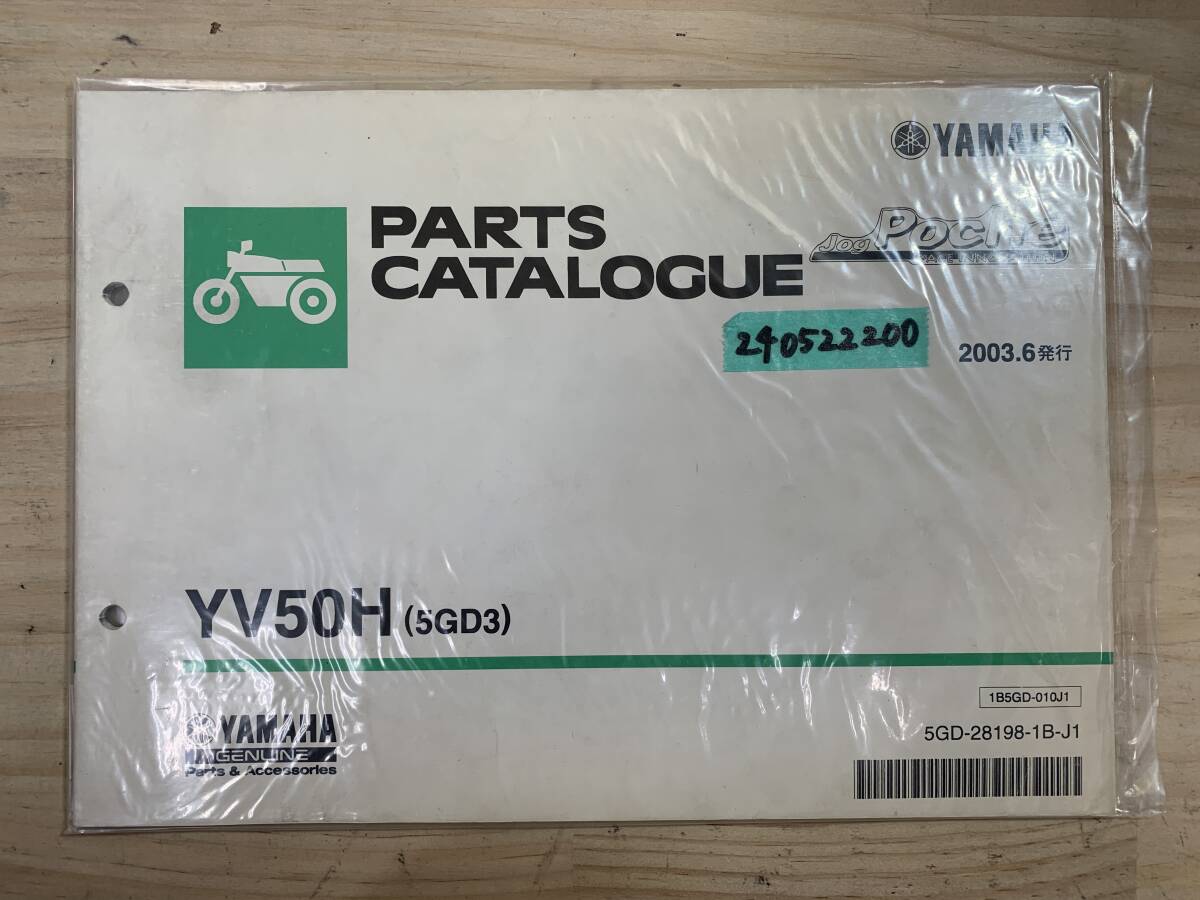 YAMAHA
PARTS
CATALOGUE
Jog Poche
240522200
2003.6発行
YV50H (5GD3)
1B5GD-010J1
5GD-28198-1B-J1
YAMAHA
GENUINE
Parts & Accessories